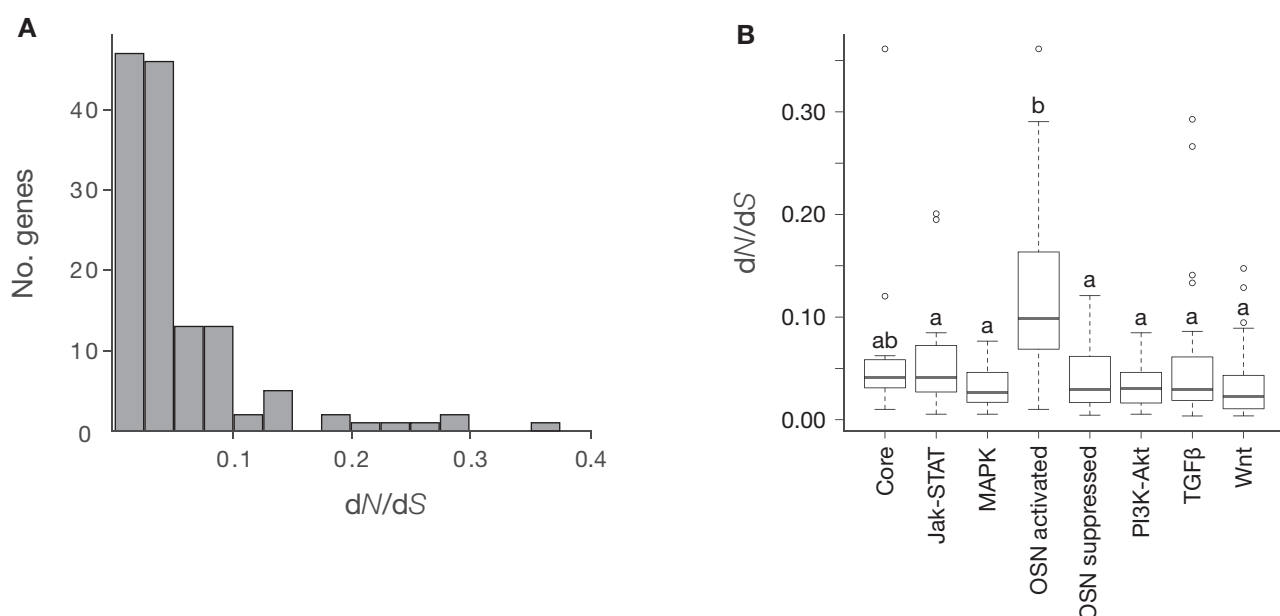 A
No. genes
40
30
20
10
0
0.1 0.2 0.3 0.4
dN/dS
B
dN/dS
0.30
0.20
0.10
0.00
ab a a b a a a a
Core
Jak-STAT
MAPK
OSN activated
OSN suppressed
PI3K-Akt
TGFβ
Wnt